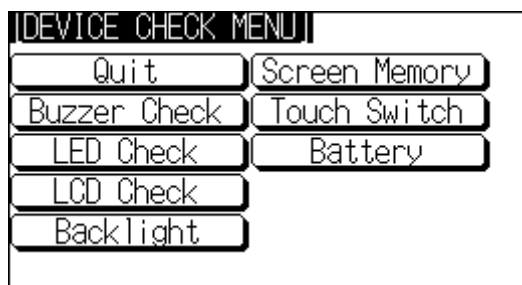 [DEVICE CHECK MENU]
Quit
Screen Memory
Buzzer Check
Touch Switch
LED Check
Battery
LCD Check
Backlight